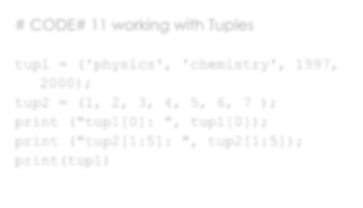 # CODE# 11 working with Tuples
tup1 = ('physics', 'chemistry', 1997,
2000);
tup2 = (1, 2, 3, 4, 5, 6, 7 );
print ("tup1[0]: ", tup1[0]);
print ("tup2[1:5]: ", tup2[1:5]);
print(tup1)